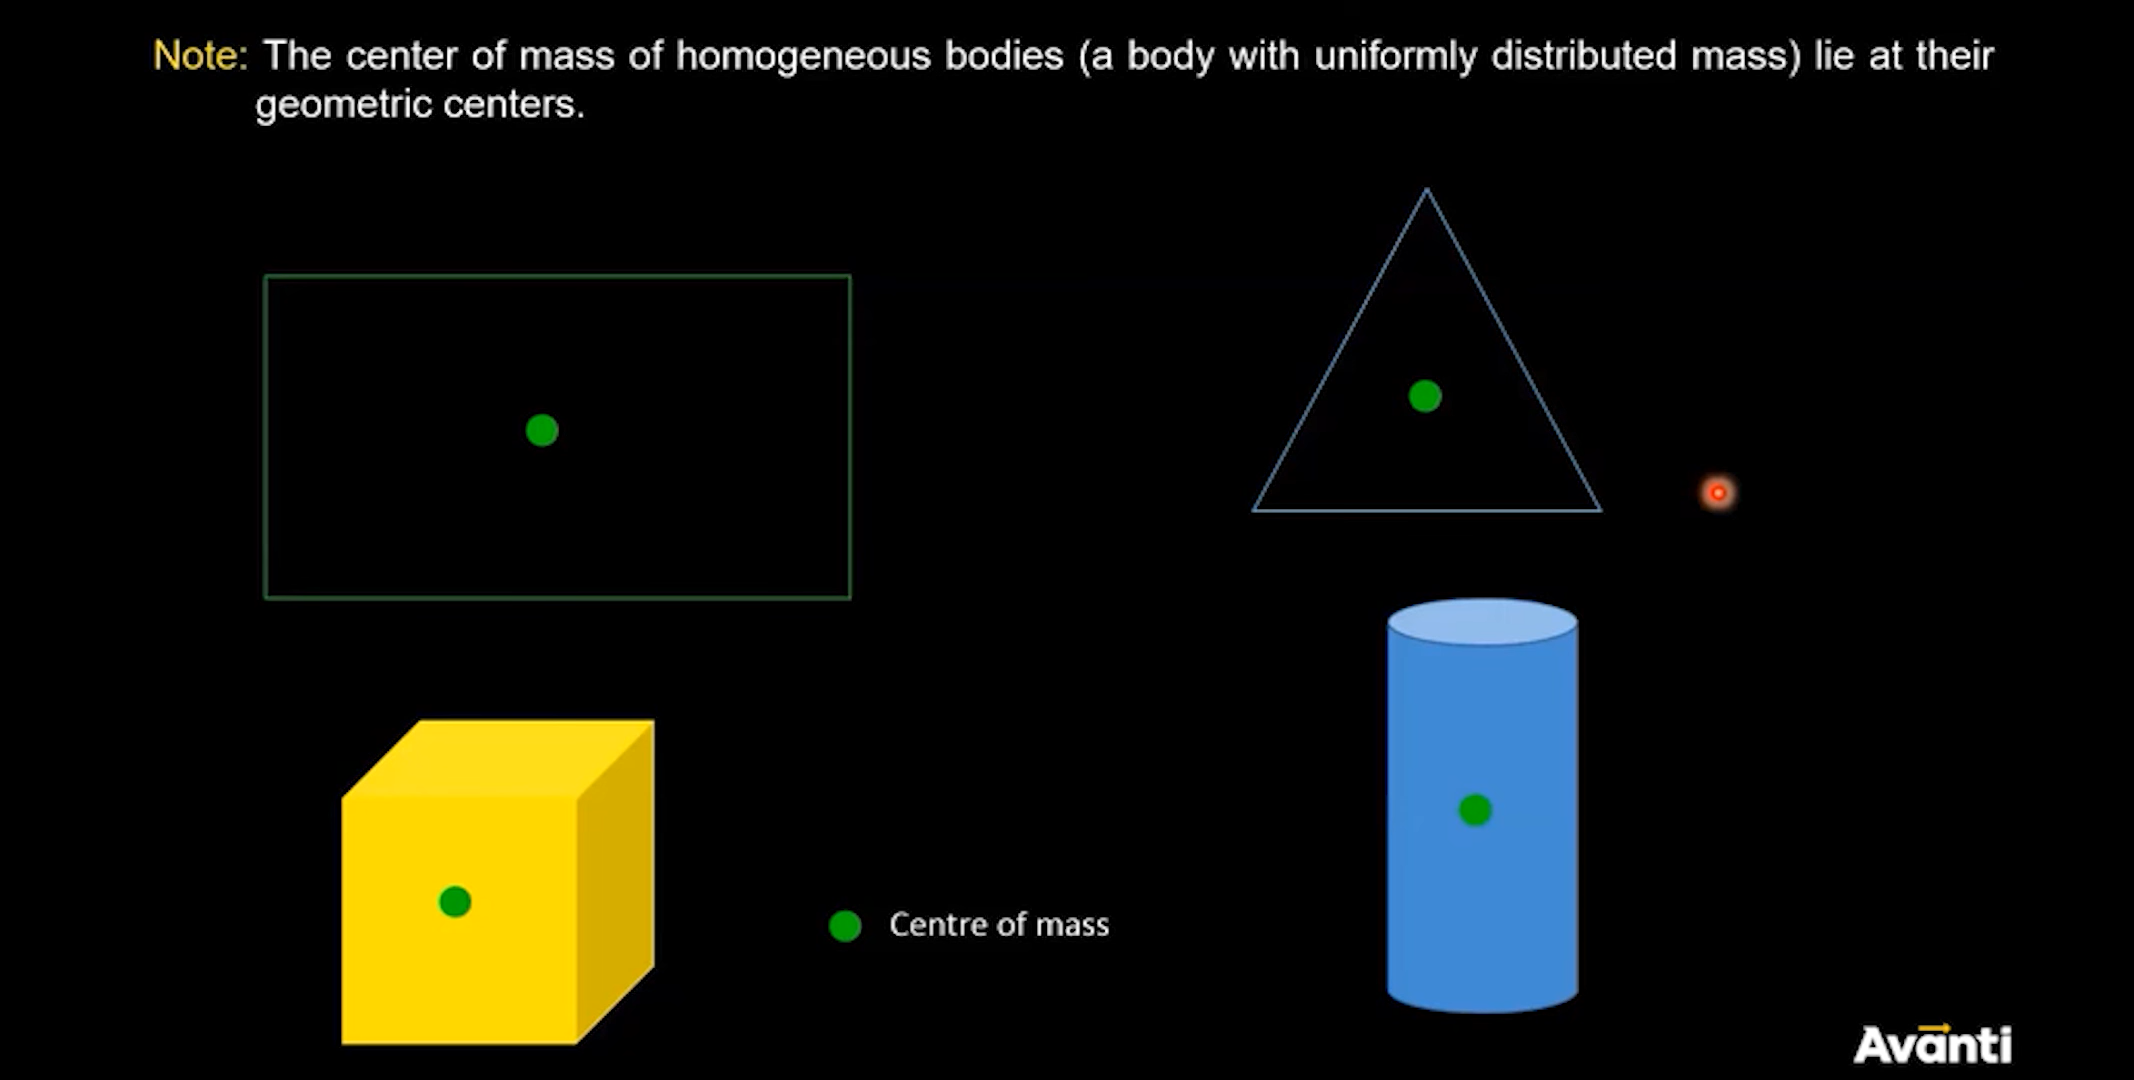 Note: The center of mass of homogeneous bodies (a body with uniformly distributed mass) lie at their
geometric centers.
Centre of mass
Avanti